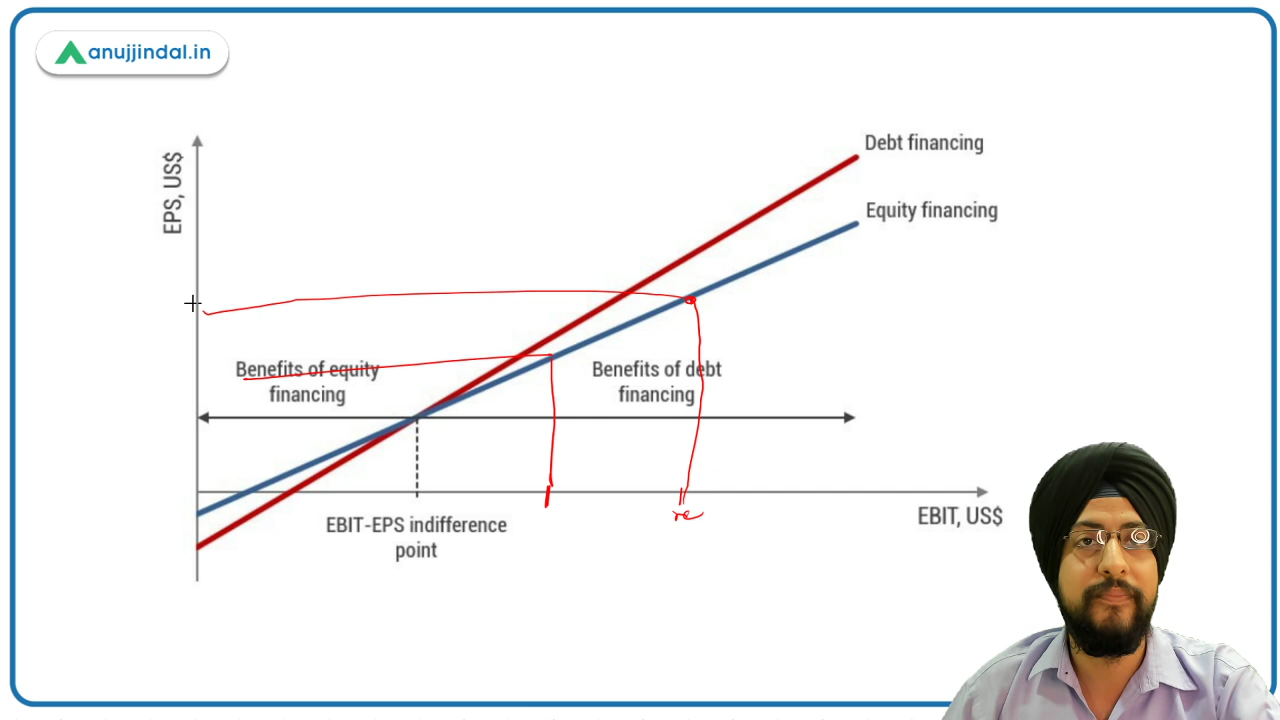 anujjindal.in
Debt financing
EPS, US$
Equity financing
Benefits of equity
financing
Benefits of debt
financing
EBIT-EPS indifference
point
EBIT, US$